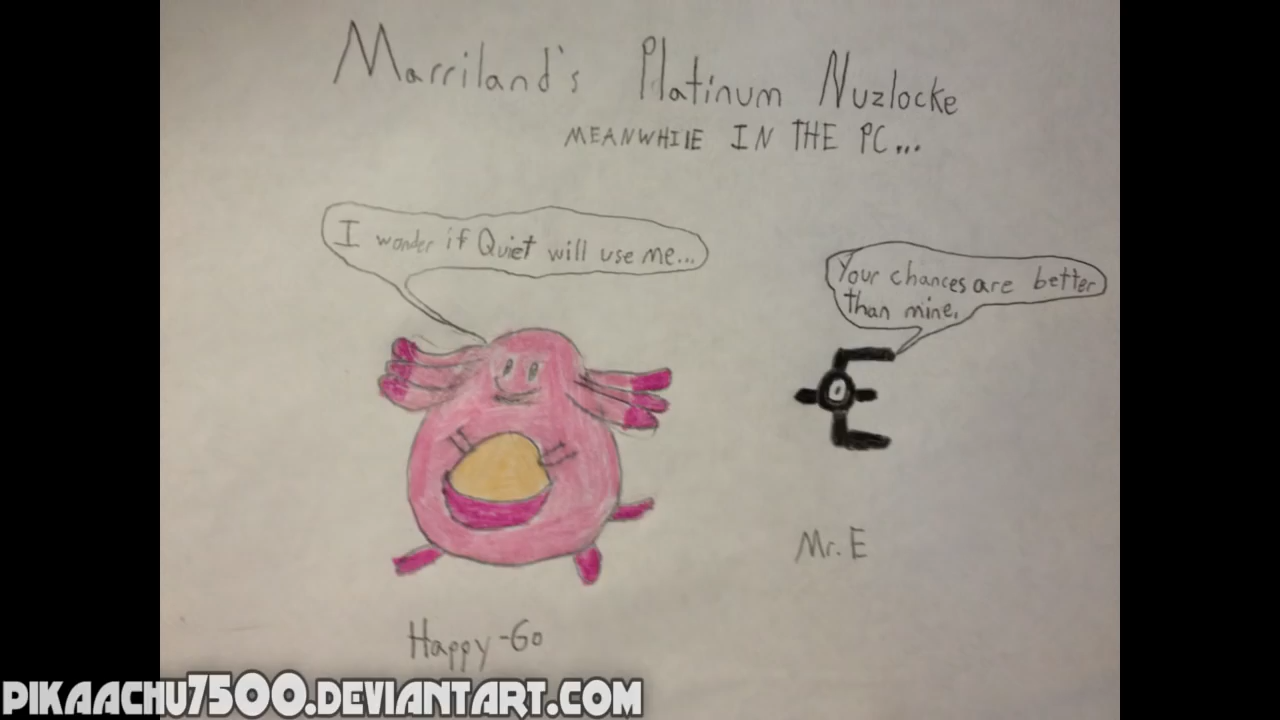 Marriland's Platinum Nuzlocke
MEANWHILE IN THE PC...
I wonder if Quiet will use me...
Your chances are better
than mine.
Mr. E
Happy-Go
PIKAACHU7500.DEVIANTART.COM